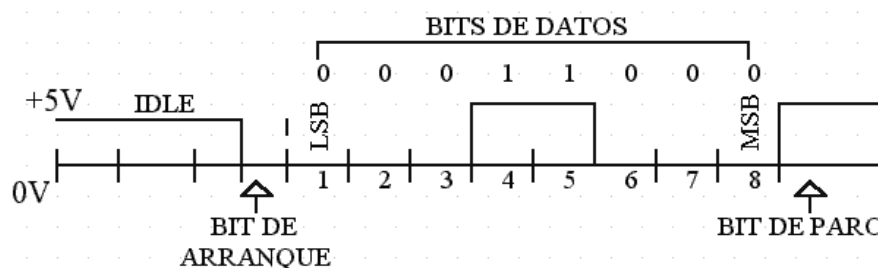 BITS DE DATOS
0 0 0 1 1 0 0 0
+5V IDLE LSB MSB
0V 1 2 3 4 5 6 7 8
BIT DE ARRANQUE
BIT DE PARO